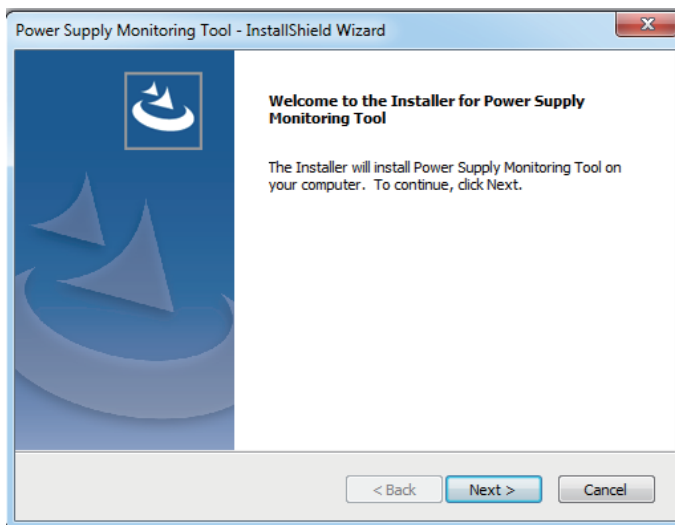 Power Supply Monitoring Tool - InstallShield Wizard
Welcome to the Installer for Power Supply
Monitoring Tool
The Installer will install Power Supply Monitoring Tool on
your computer. To continue, click Next.
< Back Next > Cancel